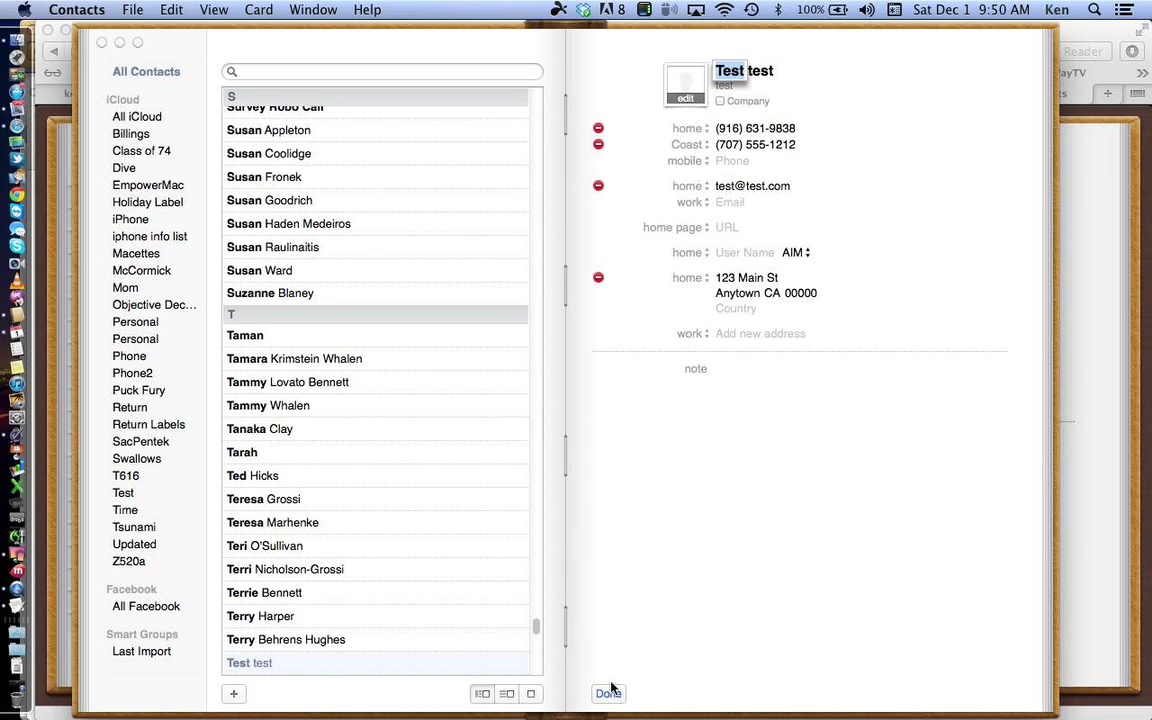 Contacts File Edit View Card Window Help
8 100% Sat Dec 1 9:50 AM Ken
Reader
PayTV
All Contacts
iCloud
All iCloud
Billings
Class of 74
Dive
EmpowerMac
Holiday Label
iPhone
iphone info list
Macettes
McCormick
Mom
Objective Dec...
Personal
Personal
Phone
Phone2
Puck Fury
Return
Return Labels
SacPentek
Swallows
T616
Test
Time
Tsunami
Updated
Z520a
Facebook
All Facebook
Smart Groups
Last Import
S
Survey Robo Call
Susan Appleton
Susan Coolidge
Susan Fronek
Susan Goodrich
Susan Haden Medeiros
Susan Raulinaitis
Susan Ward
Suzanne Blaney
T
Taman
Tamara Krimstein Whalen
Tammy Lovato Bennett
Tammy Whalen
Tanaka Clay
Tarah
Ted Hicks
Teresa Grossi
Teresa Marhenke
Teri O'Sullivan
Terri Nicholson-Grossi
Terrie Bennett
Terry Harper
Terry Behrens Hughes
Test test
edit
Test test
test
Company
home (916) 631-9838
Coast (707) 555-1212
mobile Phone
home test@test.com
work Email
home page URL
home User Name AIM
home 123 Main St
Anytown CA 00000
Country
work Add new address
note
Done